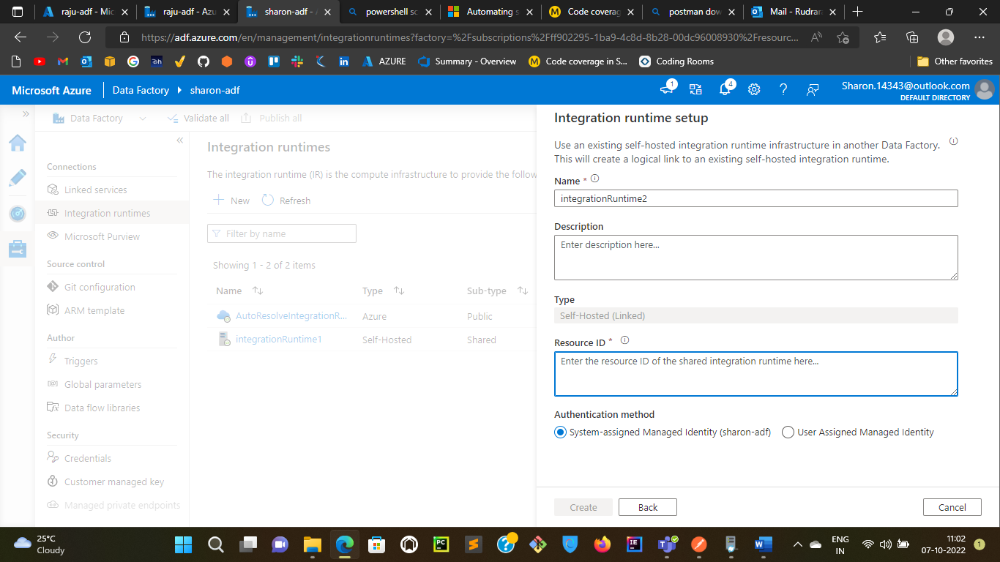 raju-adf - Mic
raju-adf - Azu
sharon-adf - A
powershell sc
Automating s
Code coverag
postman dow
Mail - Rudrara
https://adf.azure.com/en/management/integrationruntimes?factory=%2Fsubscriptions%2Fff902295-1ba9-4c8d-8b28-00dc96008930%2Fresourc...
AZURE
Summary - Overview
Code coverage in S...
Coding Rooms
Other favorites
Microsoft Azure
Data Factory
sharon-adf
1
4
Sharon.14343@outlook.com
DEFAULT DIRECTORY
Data Factory
Validate all
Publish all
Connections
Linked services
Integration runtimes
Microsoft Purview
Source control
Git configuration
ARM template
Author
Triggers
Global parameters
Data flow libraries
Security
Credentials
Customer managed key
Managed private endpoints
Integration runtimes
The integration runtime (IR) is the compute infrastructure to provide the follow
New
Refresh
Filter by name
Showing 1 - 2 of 2 items
Name Type Sub-type
AutoResolveIntegrationR... Azure Public
integrationRuntime1 Self-Hosted Shared
Integration runtime setup
Use an existing self-hosted integration runtime infrastructure in another Data Factory.
This will create a logical link to an existing self-hosted integration runtime.
Name *
integrationRuntime2
Description
Enter description here...
Type
Self-Hosted (Linked)
Resource ID *
Enter the resource ID of the shared integration runtime here...
Authentication method
System-assigned Managed Identity (sharon-adf)
User Assigned Managed Identity
Create
Back
Cancel
25°C
Cloudy
ENG
IN
11:02
07-10-2022
1